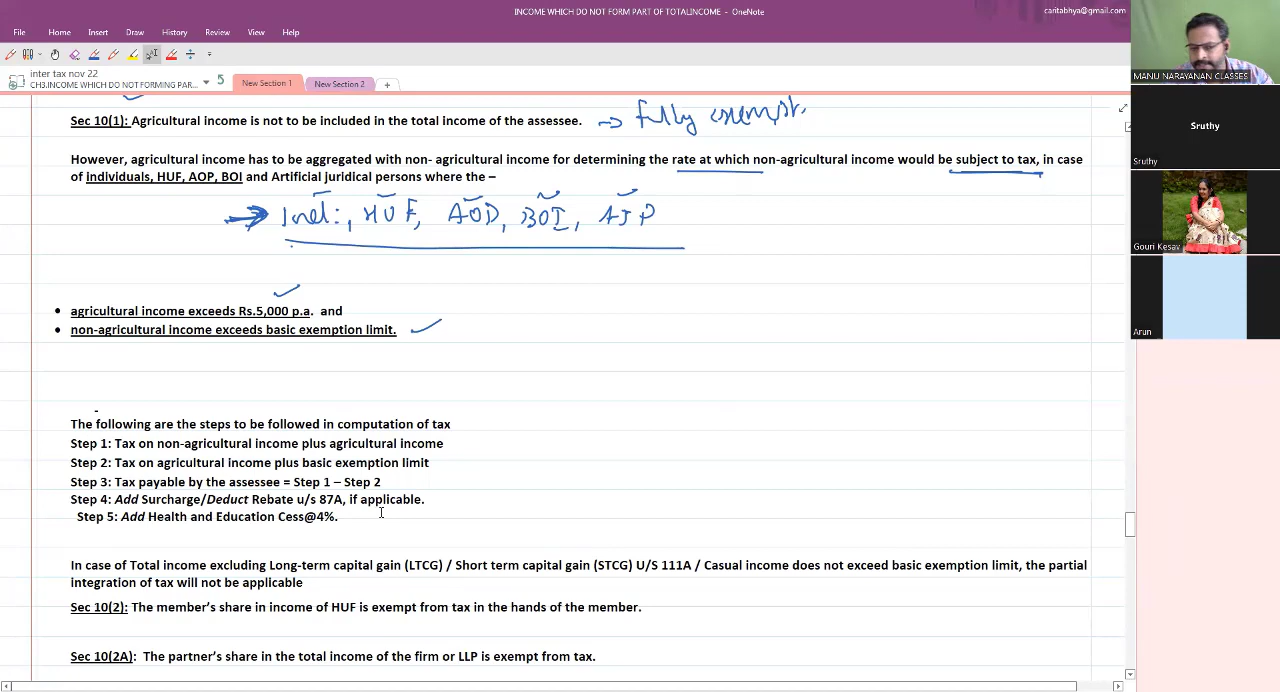 INCOME WHICH DO NOT FORM PART OF TOTALINCOME - OneNote
caritabhya@gmail.com
File Home Insert Draw History Review View Help
inter tax nov 22
CH3.INCOME WHICH DO NOT FORMING PAR...
5
New Section 1
New Section 2
+
Sec 10(1): Agricultural income is not to be included in the total income of the assessee. → fully exempt.
However, agricultural income has to be aggregated with non- agricultural income for determining the rate at which non-agricultural income would be subject to tax, in case
of individuals, HUF, AOP, BOI and Artificial juridical persons where the –
Indi:, HUF, AOP, BOI, AJP
• agricultural income exceeds Rs.5,000 p.a. and
• non-agricultural income exceeds basic exemption limit.
-
The following are the steps to be followed in computation of tax
Step 1: Tax on non-agricultural income plus agricultural income
Step 2: Tax on agricultural income plus basic exemption limit
Step 3: Tax payable by the assessee = Step 1 – Step 2
Step 4: Add Surcharge/Deduct Rebate u/s 87A, if applicable.
Step 5: Add Health and Education Cess@4%.
In case of Total income excluding Long-term capital gain (LTCG) / Short term capital gain (STCG) U/S 111A / Casual income does not exceed basic exemption limit, the partial
integration of tax will not be applicable
Sec 10(2): The member's share in income of HUF is exempt from tax in the hands of the member.
Sec 10(2A): The partner's share in the total income of the firm or LLP is exempt from tax.
MANU NARAYANAN CLASSES
Sruthy
Sruthy
Gouri Kesav
Arun